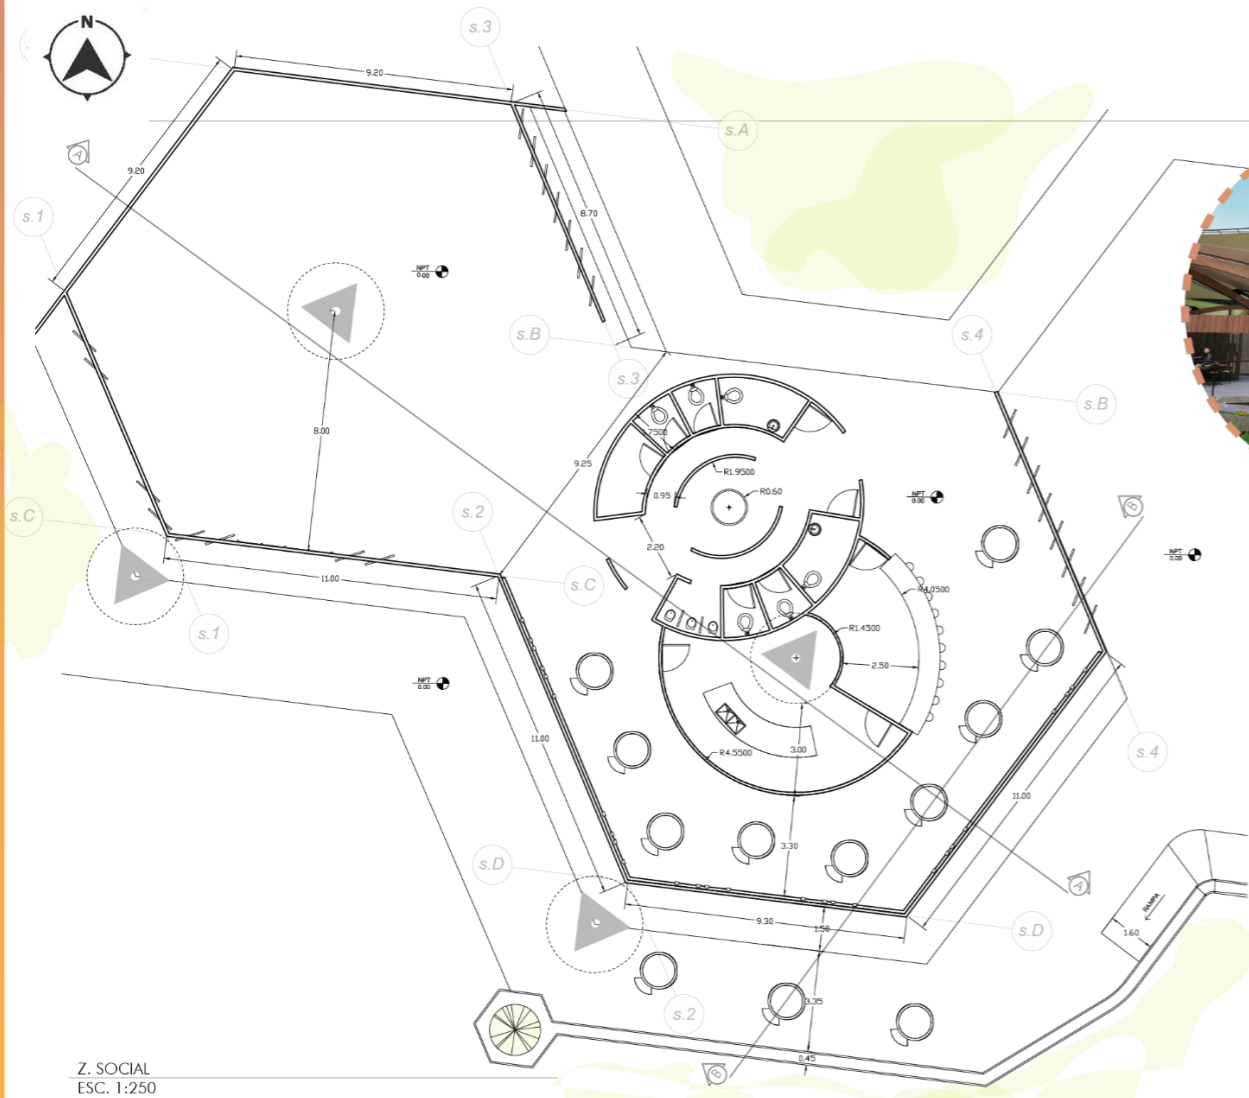 N
s.3
9.20
s.A
A
9.20
8.70
s.1
NPT
0.00
s.B
s.4
s.3
s.B
.7500
8.00
9.25
R1.9500
0.95
R0.60
NPT
0.00
B
s.2
s.C
2.20
NPT
0.00
11.00
s.C
R4.0500
s.1
R1.4500
2.50
NPT
0.00
11.00
R4.5500
3.00
s.4
11.00
3.30
s.D
A
9.30
1.50
s.D
RAMPA
1.60
3.35
s.2
0.45
B
Z. SOCIAL
ESC. 1:250